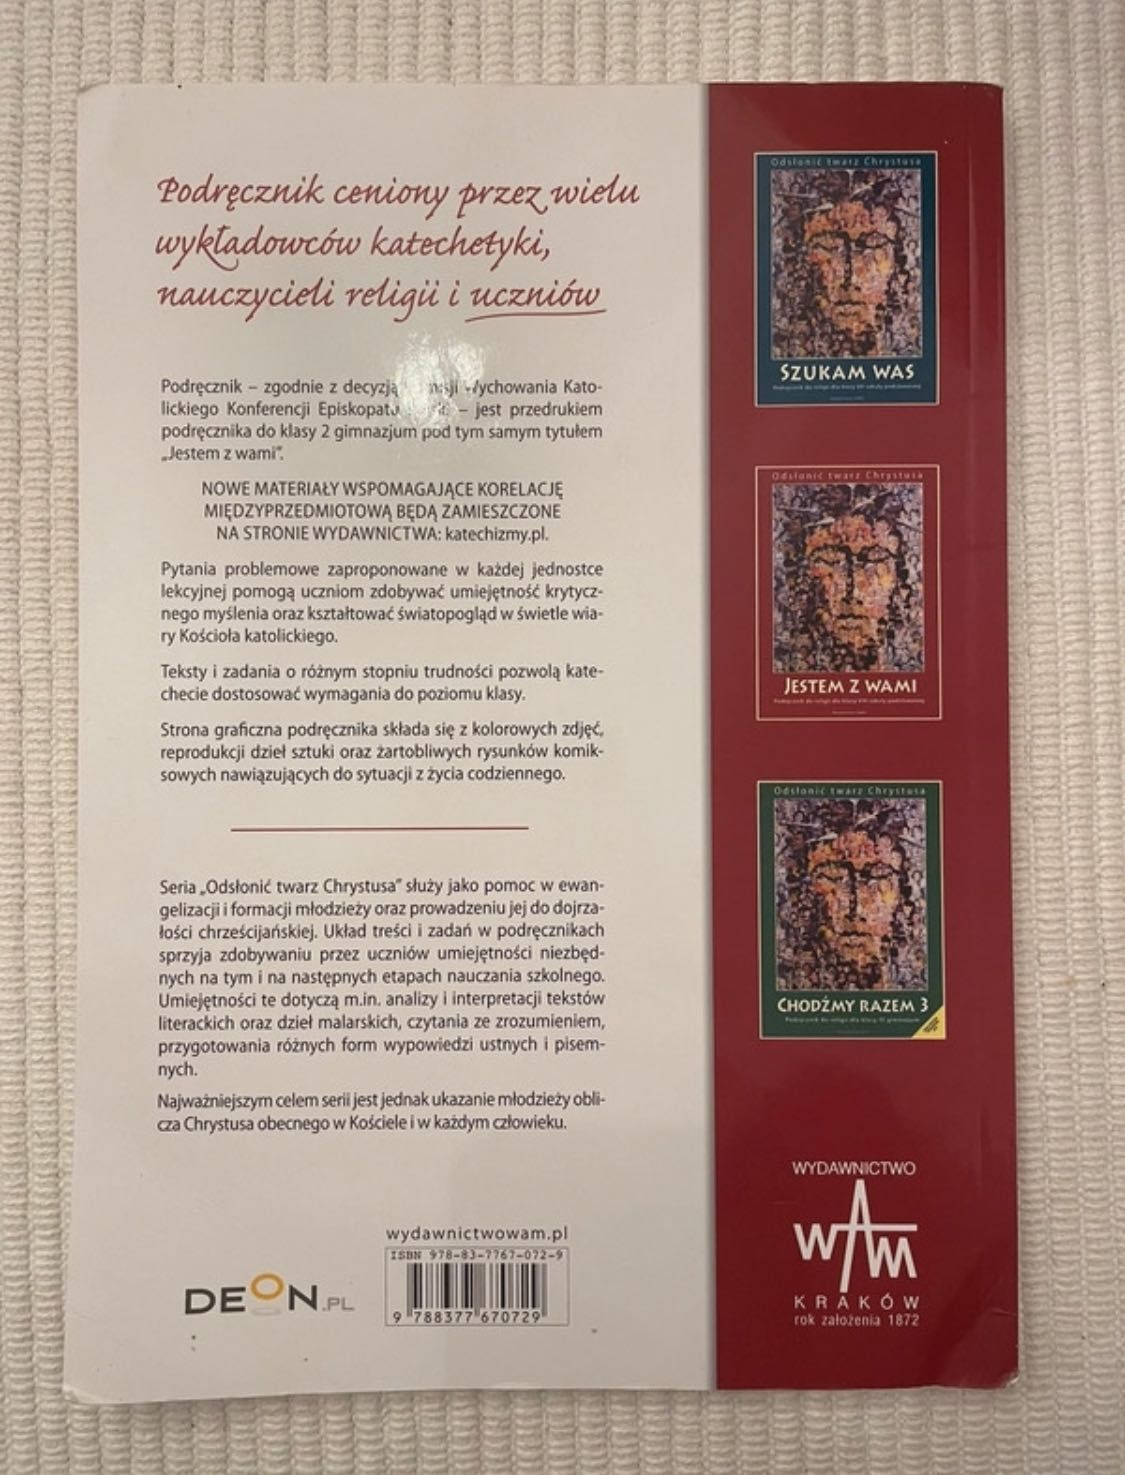 Podręcznik ceniony przez wielu
wykładowców katechetyki,
nauczycieli religii i uczniów
Podręcznik – zgodnie z decyzją Wychowania Kato-
lickiego Konferencji – jest przedrukiem
podręcznika do klasy 2 gimnazjum pod tym samym tytułem
„Jestem z wami”.
NOWE MATERIAŁY WSPOMAGAJĄCE KORELACJĘ
MIĘDZYPRZEDMIOTOWĄ BĘDĄ ZAMIESZCZONE
NA STRONIE WYDAWNICTWA: katechizmy.pl.
Pytania problemowe zaproponowane w każdej jednostce
lekcyjnej pomogą uczniom zdobywać umiejętność krytycz-
nego myślenia oraz kształtować światopogląd w świetle wia-
ry Kościoła katolickiego.
Teksty i zadania o różnym stopniu trudności pozwolą kate-
checie dostosować wymagania do poziomu klasy.
Strona graficzna podręcznika składa się z kolorowych zdjęć,
reprodukcji dzieł sztuki oraz żartobliwych rysunków komik-
sowych nawiązujących do sytuacji z życia codziennego.
Seria „Odsłonić twarz Chrystusa” służy jako pomoc w ewan-
gelizacji i formacji młodzieży oraz prowadzeniu jej do dojrza-
łości chrześcijańskiej. Układ treści i zadań w podręcznikach
sprzyja zdobywaniu przez uczniów umiejętności niezbęd-
nych na tym i na następnych etapach nauczania szkolnego.
Umiejętności te dotyczą m.in. analizy i interpretacji tekstów
literackich oraz dzieł malarskich, czytania ze zrozumieniem,
przygotowania różnych form wypowiedzi ustnych i pisem-
nych.
Najważniejszym celem serii jest jednak ukazanie młodzieży obli-
cza Chrystusa obecnego w Kościele i w każdym człowieku.
wydawnictwowam.pl
ISBN 978-83-7767-072-9
9 788377 670729
DEON.PL
Odsłonić twarz Chrystusa
SZUKAM WAS
Odsłonić twarz Chrystusa
JESTEM Z WAMI
Odsłonić twarz Chrystusa
CHODŹMY RAZEM 3
WYDAWNICTWO
WAM
KRAKÓW
rok założenia 1872